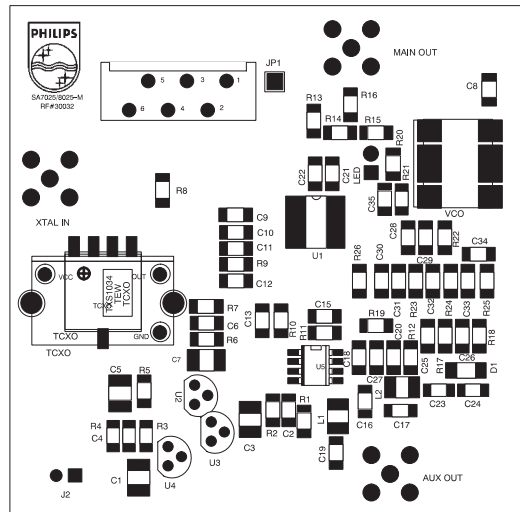 PHILIPS
SA7025/8025-M
RF#30032
JP1
5 3 1
6 4 2
MAIN OUT
C8
R13
R16
R14
R15
R20
LED
R21
C22
C21
C35
VCO
XTAL IN
R8
C9
C10
C11
R9
C12
U1
C28
C29
R22
C34
R26
C30
C31
R23
C32
R24
C33
R25
VCC
OUT
TCXO
TXS1034
TEW
TCXO
GND
TCXO
TCXO
R7
C6
R6
C7
C13
R10
C15
R11
R19
C18
C20
R12
C25
R17
C26
R18
D1
U5
C5
R5
U2
C27
L2
C23
C24
C16
C17
R4
C4
R3
U3
C3
R2
C2
R1
L1
C19
J2
C1
U4
AUX OUT